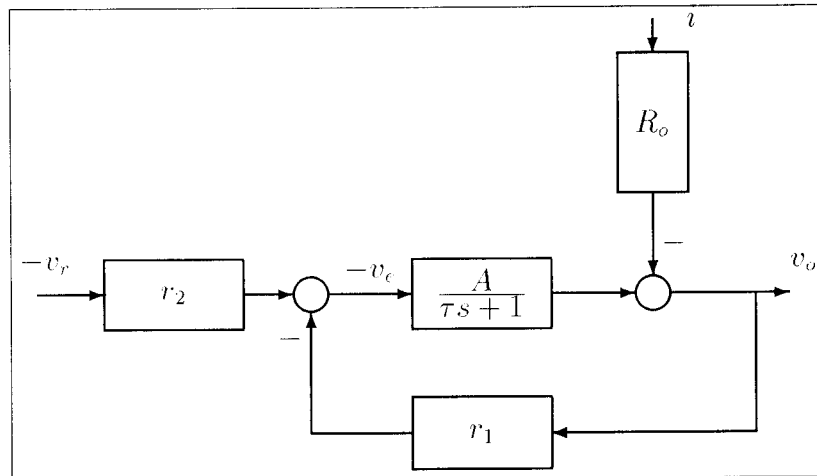 i
R_o
−
−v_r
r_2
−v_e
A
τs + 1
v_o
−
r_1